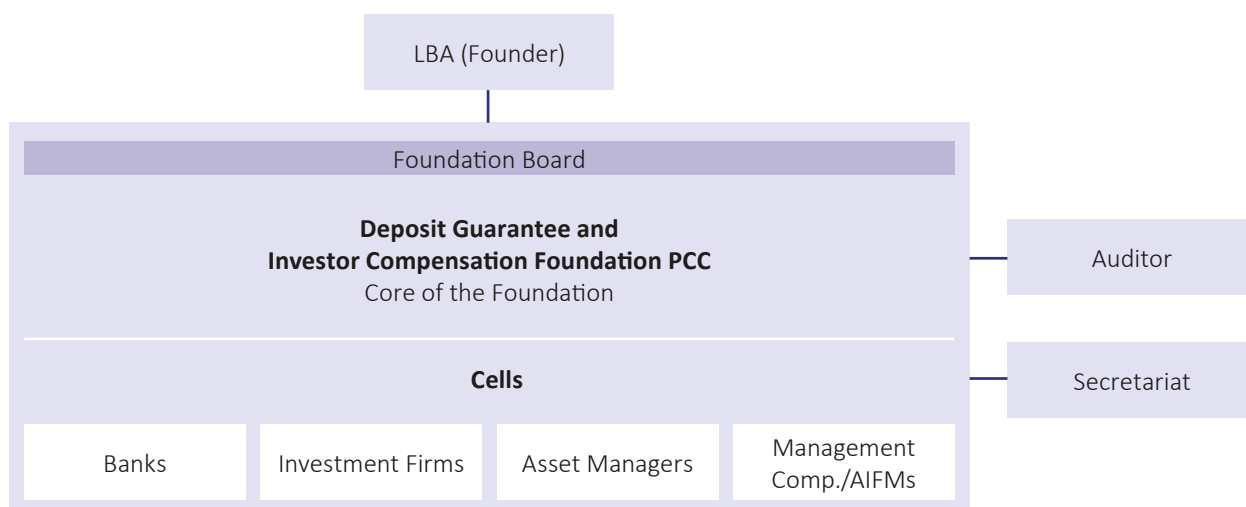 LBA (Founder)
Foundation Board
Deposit Guarantee and
Investor Compensation Foundation PCC
Core of the Foundation
Auditor
Cells
Secretariat
Banks
Investment Firms
Asset Managers
Management
Comp./AIFMs